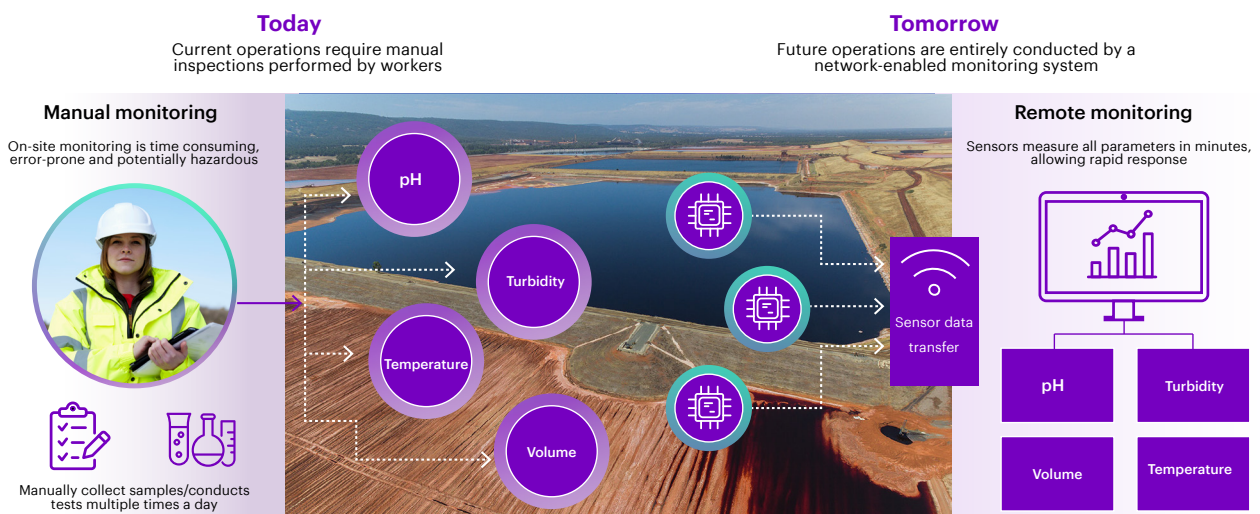 Today
Current operations require manual
inspections performed by workers
Tomorrow
Future operations are entirely conducted by a
network-enabled monitoring system
Manual monitoring
On-site monitoring is time consuming,
error-prone and potentially hazardous
Manually collect samples/conducts
tests multiple times a day
pH
Turbidity
Temperature
Volume
Sensor data
transfer
Remote monitoring
Sensors measure all parameters in minutes,
allowing rapid response
pH
Turbidity
Volume
Temperature